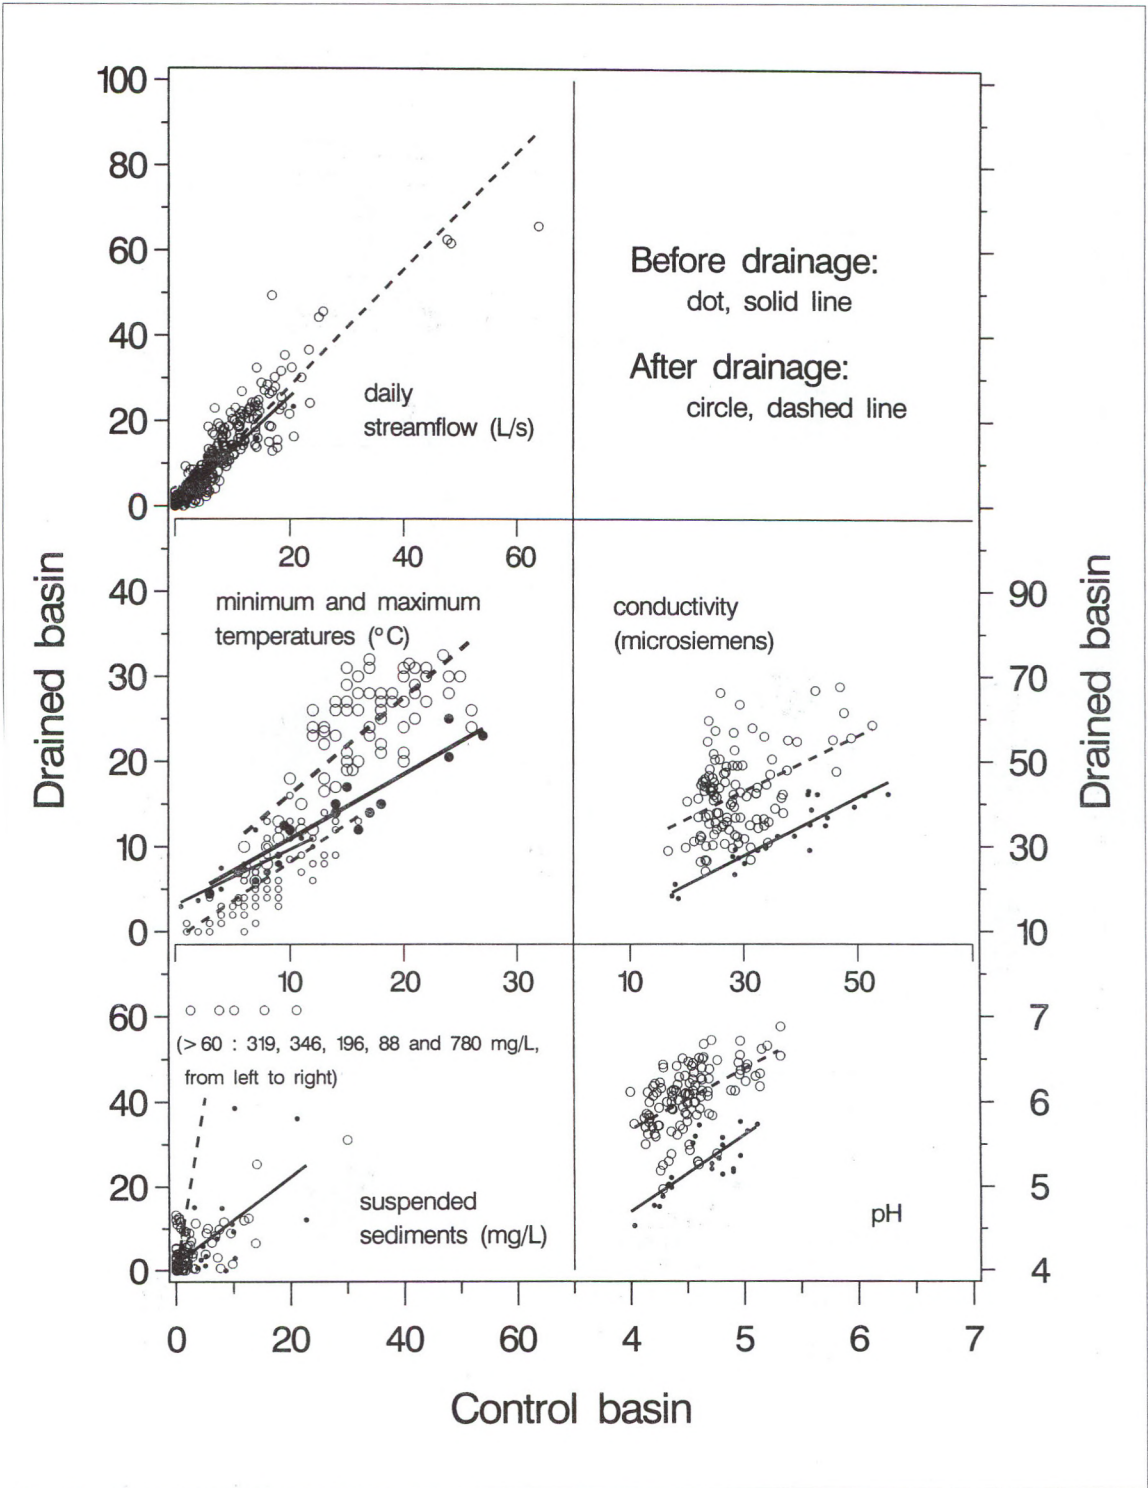 100
80
60
40
20
0
daily
streamflow (L/s)
Before drainage:
dot, solid line
After drainage:
circle, dashed line
20 40 60
Drained basin
40
30
20
10
0
minimum and maximum
temperatures (°C)
10 20 30
conductivity
(microsiemens)
90
70
50
30
10
Drained basin
10 30 50
60
40
20
0
(>60 : 319, 346, 196, 88 and 780 mg/L,
from left to right)
suspended
sediments (mg/L)
0 20 40 60
pH
7
6
5
4
4 5 6 7
Control basin